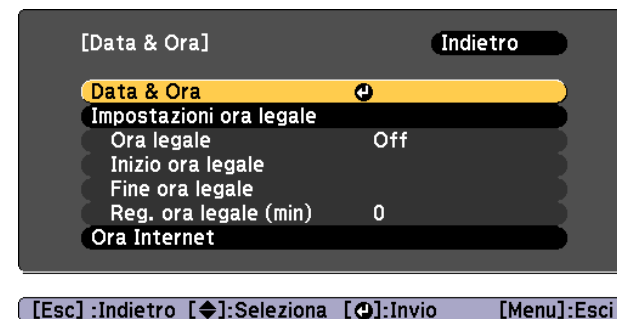 [Data & Ora] Indietro
Data & Ora
Impostazioni ora legale
Ora legale Off
Inizio ora legale
Fine ora legale
Reg. ora legale (min) 0
Ora Internet
[Esc] :Indietro [◆]:Seleziona [↵]:Invio [Menu]:Esci